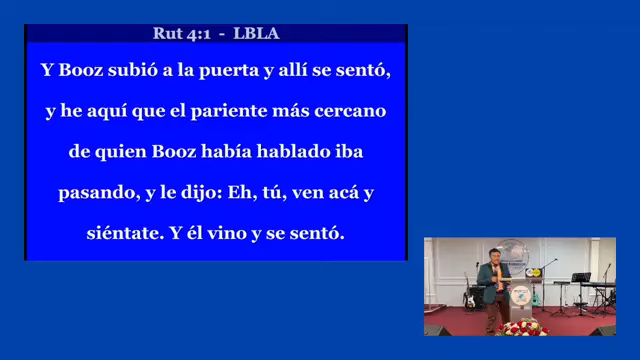 Rut 4:1 - LBLA
Y Booz subió a la puerta y allí se sentó,
y he aquí que el pariente más cercano
de quien Booz había hablado iba
pasando, y le dijo: Eh, tú, ven acá y
siéntate. Y él vino y se sentó.